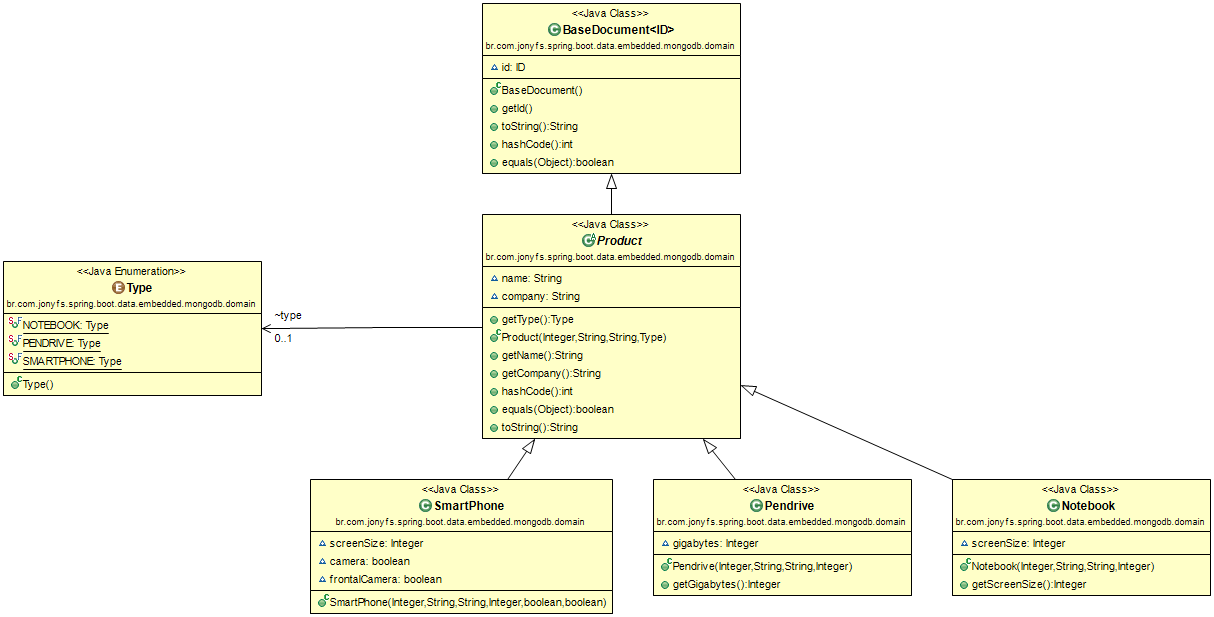 <<Java Class>>
BaseDocument<ID>
br.com.jonyfs.spring.boot.data.embedded.mongodb.domain
id: ID
BaseDocument()
getId()
toString():String
hashCode():int
equals(Object):boolean
<<Java Class>>
Product
br.com.jonyfs.spring.boot.data.embedded.mongodb.domain
name: String
company: String
getType():Type
Product(Integer,String,String,Type)
getName():String
getCompany():String
hashCode():int
equals(Object):boolean
toString():String
<<Java Enumeration>>
Type
br.com.jonyfs.spring.boot.data.embedded.mongodb.domain
NOTEBOOK: Type
PENDRIVE: Type
SMARTPHONE: Type
Type()
~type
0..1
<<Java Class>>
SmartPhone
br.com.jonyfs.spring.boot.data.embedded.mongodb.domain
screenSize: Integer
camera: boolean
frontalCamera: boolean
SmartPhone(Integer,String,String,Integer,boolean,boolean)
<<Java Class>>
Pendrive
br.com.jonyfs.spring.boot.data.embedded.mongodb.domain
gigabytes: Integer
Pendrive(Integer,String,String,Integer)
getGigabytes():Integer
<<Java Class>>
Notebook
br.com.jonyfs.spring.boot.data.embedded.mongodb.domain
screenSize: Integer
Notebook(Integer,String,String,Integer)
getScreenSize():Integer